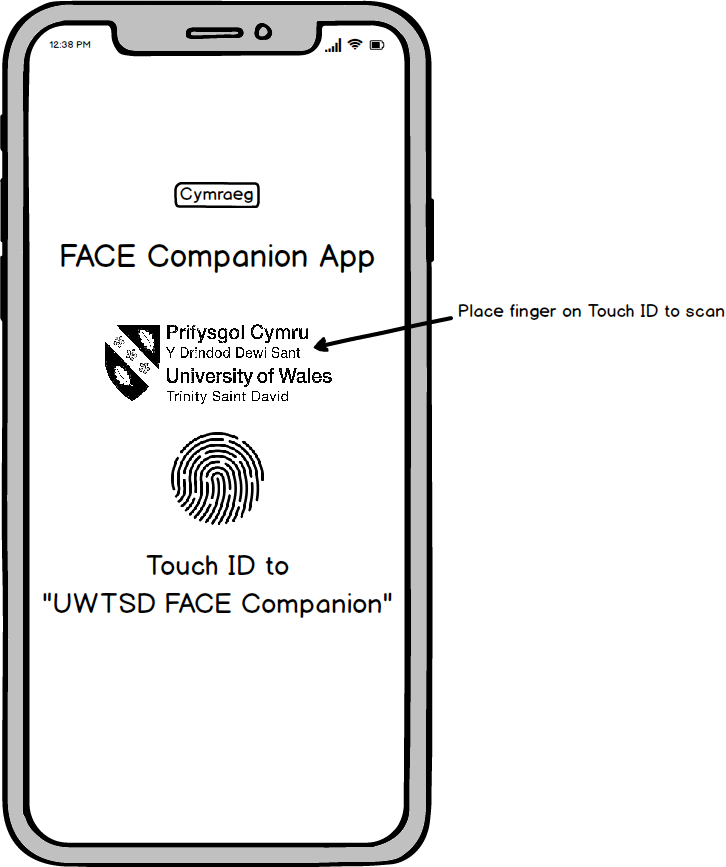 12:38 PM
Cymraeg
FACE Companion App
Place finger on Touch ID to scan
Prifysgol Cymru
Y Drindod Dewi Sant
University of Wales
Trinity Saint David
Touch ID to
"UWTSD FACE Companion"